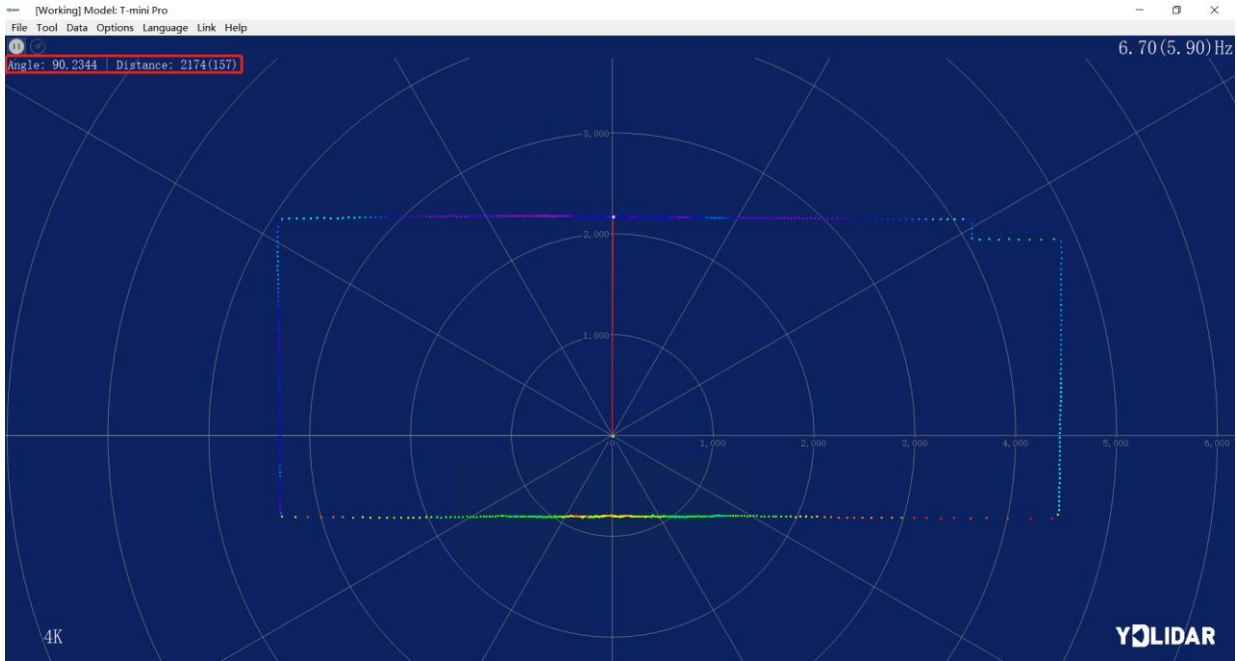 [Working] Model: T-mini Pro
File Tool Data Options Language Link Help
6.70(5.90)Hz
Angle: 90.2344 | Distance: 2174(157)
3,000
2,000
1,000
0 1,000 2,000 3,000 4,000 5,000 6,000
4K
YDLIDAR